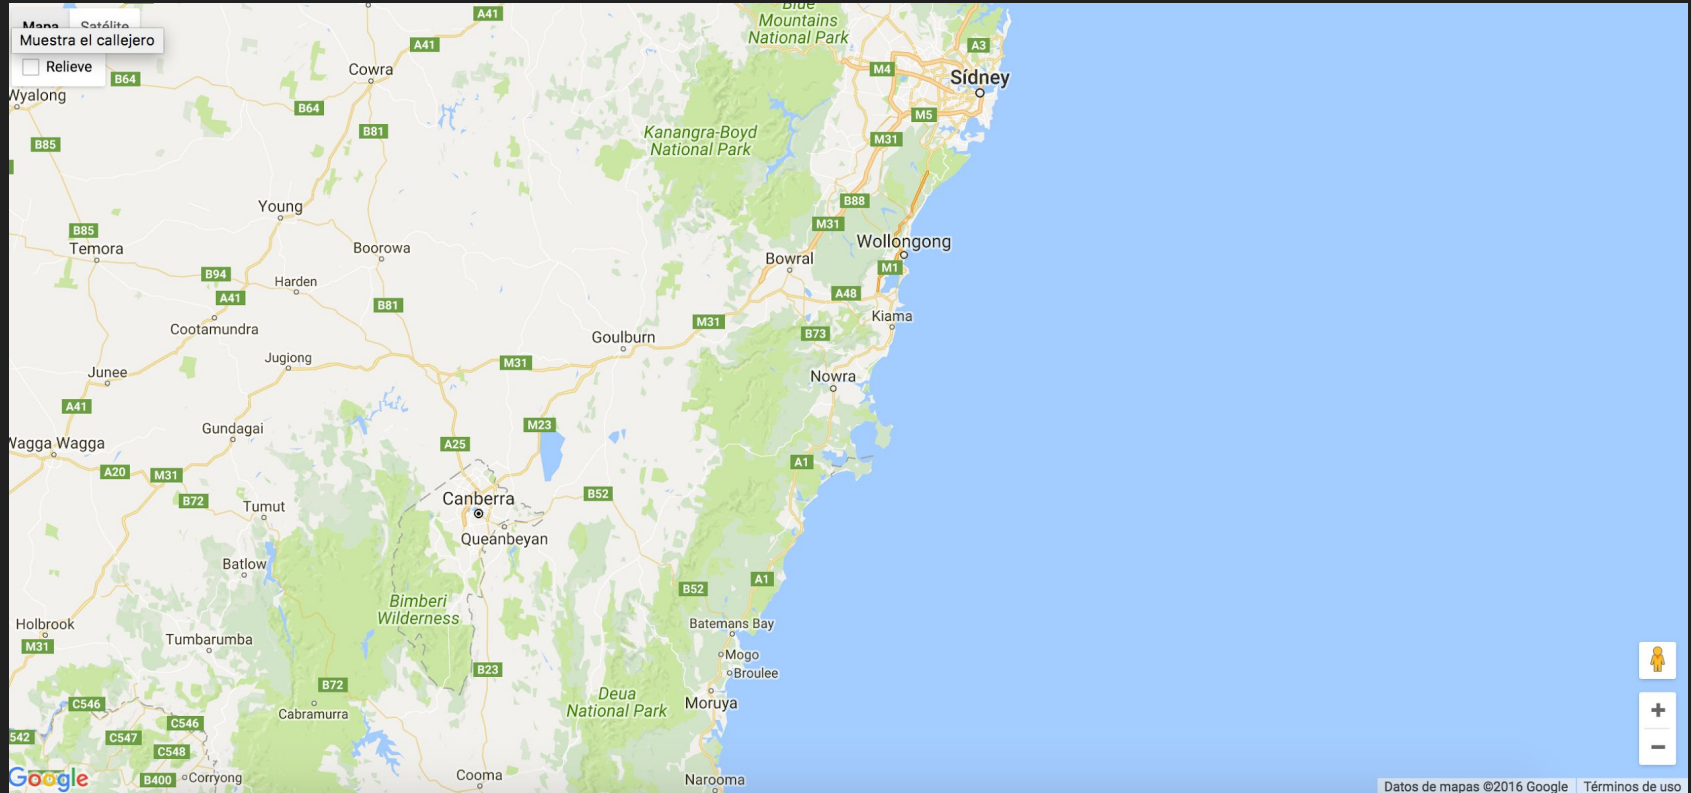 Mapa
Satélite
Muestra el callejero
Relieve
A41
Blue
Mountains
National Park
A3
A41
Cowra
M4
Sídney
B64
Wyalong
B64
M5
B81
Kanangra-Boyd
National Park
M31
B85
B88
Young
M31
B85
Temora
Boorowa
Wollongong
Bowral
M1
B94
Harden
A41
A48
B81
Cootamundra
M31
Kiama
B73
Goulburn
Jugiong
M31
Junee
Nowra
A41
M23
Gundagai
Wagga Wagga
A25
A1
A20
M31
B72
Canberra
B52
Tumut
Queanbeyan
Batlow
A1
B52
Bimberi
Wilderness
Holbrook
Batemans Bay
Tumbarumba
M31
Mogo
B23
Broulee
B72
Deua
National Park
Moruya
C546
Cabramurra
C546
542
C547
C548
Google
B400
Corryong
Cooma
Narooma
Datos de mapas ©2016 Google
Términos de uso